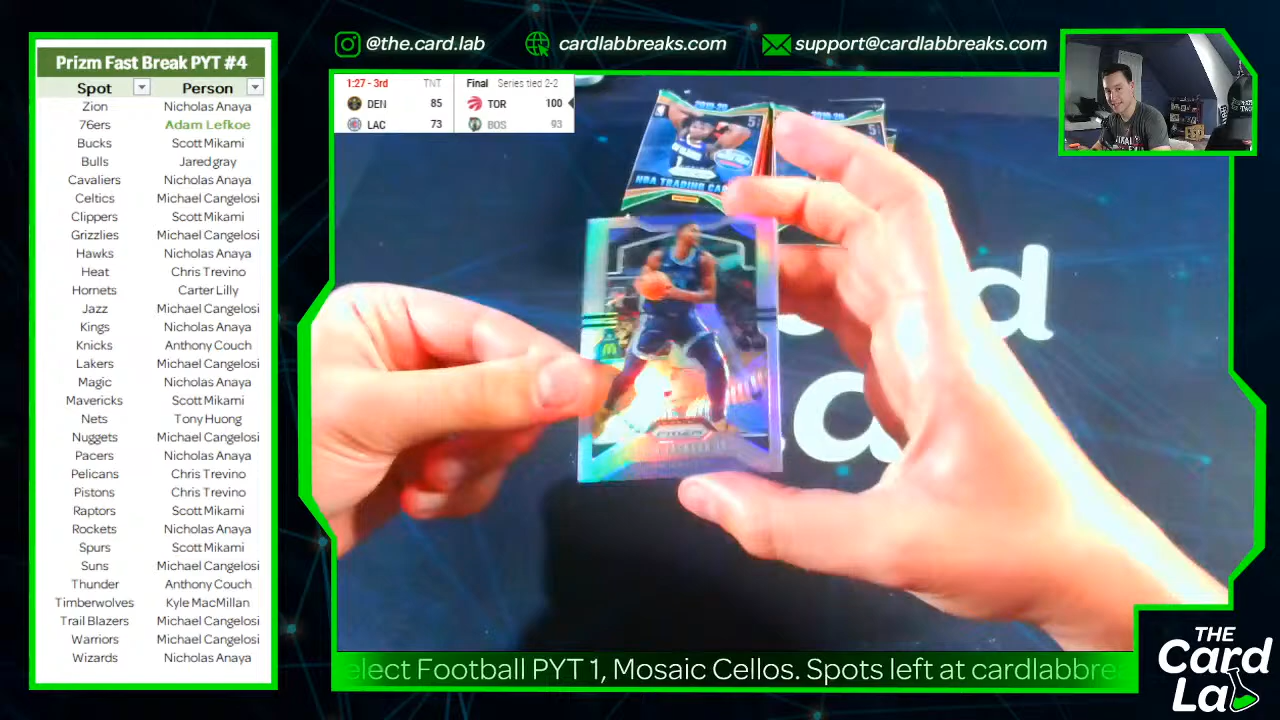 @the.card.lab
cardlabbreaks.com
support@cardlabbreaks.com
Prizm Fast Break PYT #4
Spot Person
Zion Nicholas Anaya
76ers Adam Lefkoe
Bucks Scott Mikami
Bulls Jared gray
Cavaliers Nicholas Anaya
Celtics Michael Cangelosi
Clippers Scott Mikami
Grizzlies Michael Cangelosi
Hawks Nicholas Anaya
Heat Chris Trevino
Hornets Carter Lilly
Jazz Michael Cangelosi
Kings Nicholas Anaya
Knicks Anthony Couch
Lakers Michael Cangelosi
Magic Nicholas Anaya
Mavericks Scott Mikami
Nets Tony Huong
Nuggets Michael Cangelosi
Pacers Nicholas Anaya
Pelicans Chris Trevino
Pistons Chris Trevino
Raptors Scott Mikami
Rockets Nicholas Anaya
Spurs Scott Mikami
Suns Michael Cangelosi
Thunder Anthony Couch
Timberwolves Kyle MacMillan
Trail Blazers Michael Cangelosi
Warriors Michael Cangelosi
Wizards Nicholas Anaya
1:27 - 3rd TNT
DEN 85
LAC 73
Final Series tied 2-2
TOR 100
BOS 93
2019-20
NBA TRADING CA
elect Football PYT 1, Mosaic Cellos. Spots left at cardlabbre
THE
Card
Lab